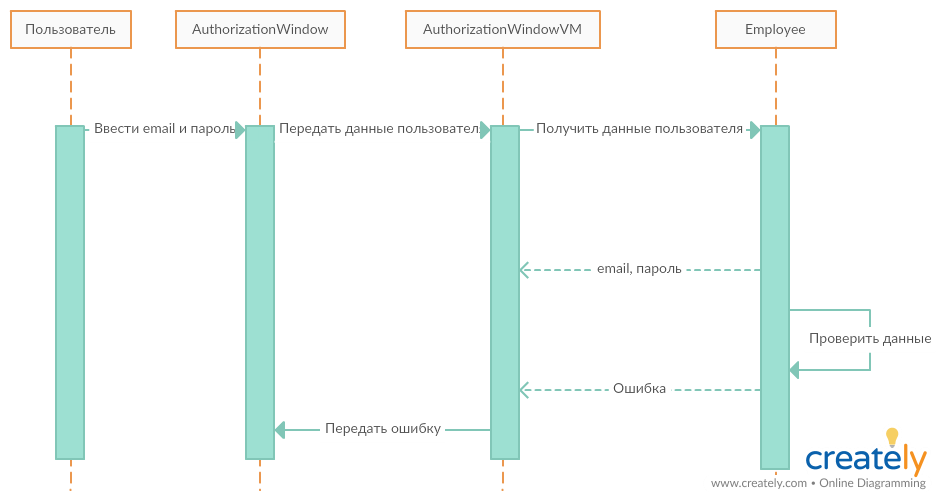 Пользователь
AuthorizationWindow
AuthorizationWindowVM
Employee
Ввести email и пароль
Передать данные пользователя
Получить данные пользователя
email, пароль
Проверить данные
Ошибка
Передать ошибку
creately
www.creately.com • Online Diagramming